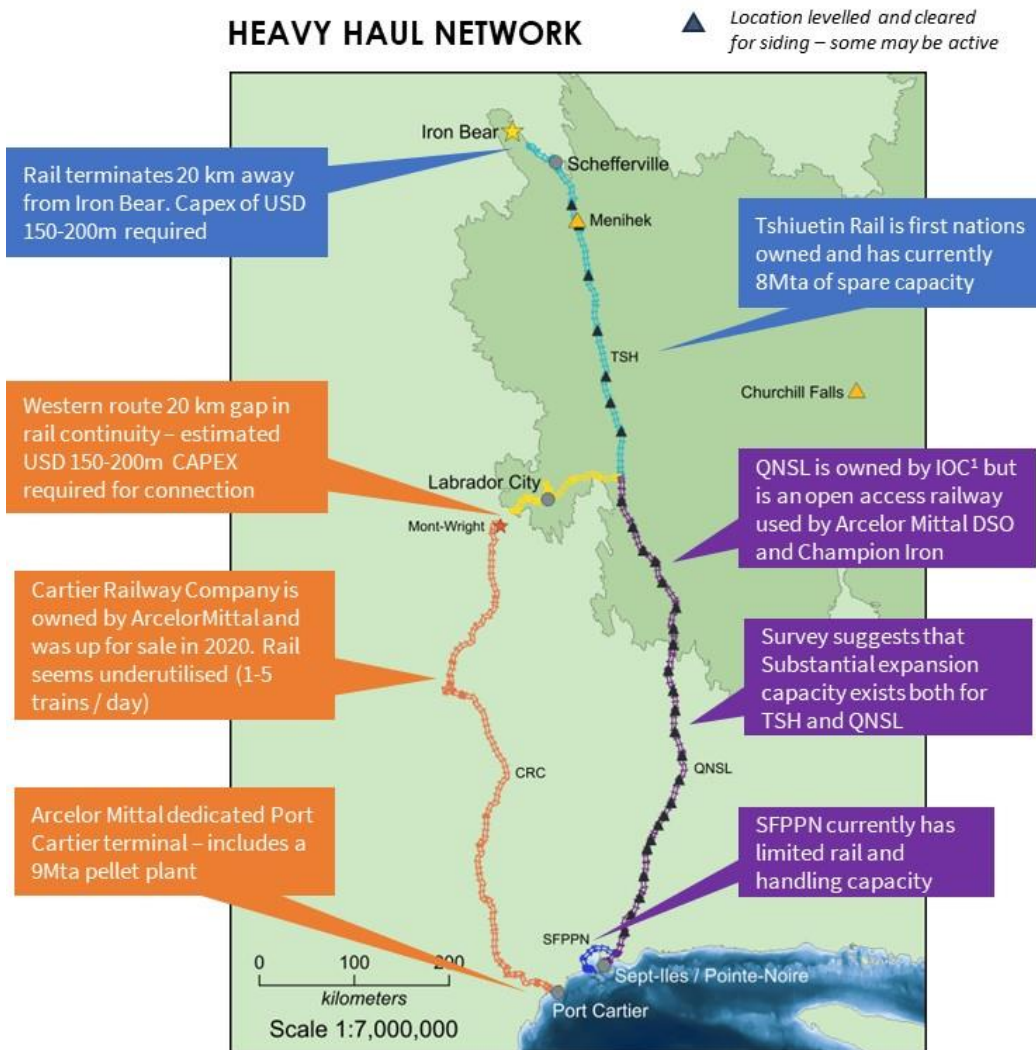 HEAVY HAUL NETWORK
Location levelled and cleared
for siding – some may be active
Iron Bear
Schefferville
Rail terminates 20 km away
from Iron Bear. Capex of USD
150-200m required
Menihek
Tshiuetin Rail is first nations
owned and has currently
8Mta of spare capacity
TSH
Churchill Falls
Western route 20 km gap in
rail continuity – estimated
USD 150-200m CAPEX
required for connection
Labrador City
Mont-Wright
QNSL is owned by IOC¹ but
is an open access railway
used by Arcelor Mittal DSO
and Champion Iron
Cartier Railway Company is
owned by ArcelorMittal and
was up for sale in 2020. Rail
seems underutilised (1-5
trains / day)
Survey suggests that
Substantial expansion
capacity exists both for
TSH and QNSL
CRC
QNSL
Arcelor Mittal dedicated Port
Cartier terminal – includes a
9Mta pellet plant
SFPPN currently has
limited rail and
handling capacity
SFPPN
Sept-Iles / Pointe-Noire
Port Cartier
0 100 200
kilometers
Scale 1:7,000,000